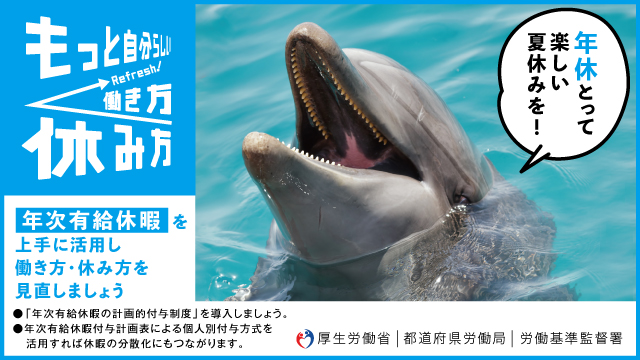 もっと自分らしい
Refresh!
働き方
休み方
年休とって
楽しい
夏休みを！
年次有給休暇を
上手に活用し
働き方・休み方を
見直しましょう
●「年次有給休暇の計画的付与制度」を導入しましょう。
●年次有給休暇付与計画表による個人別付与方式を
活用すれば休暇の分散化にもつながります。
厚生労働省｜都道府県労働局｜労働基準監督署